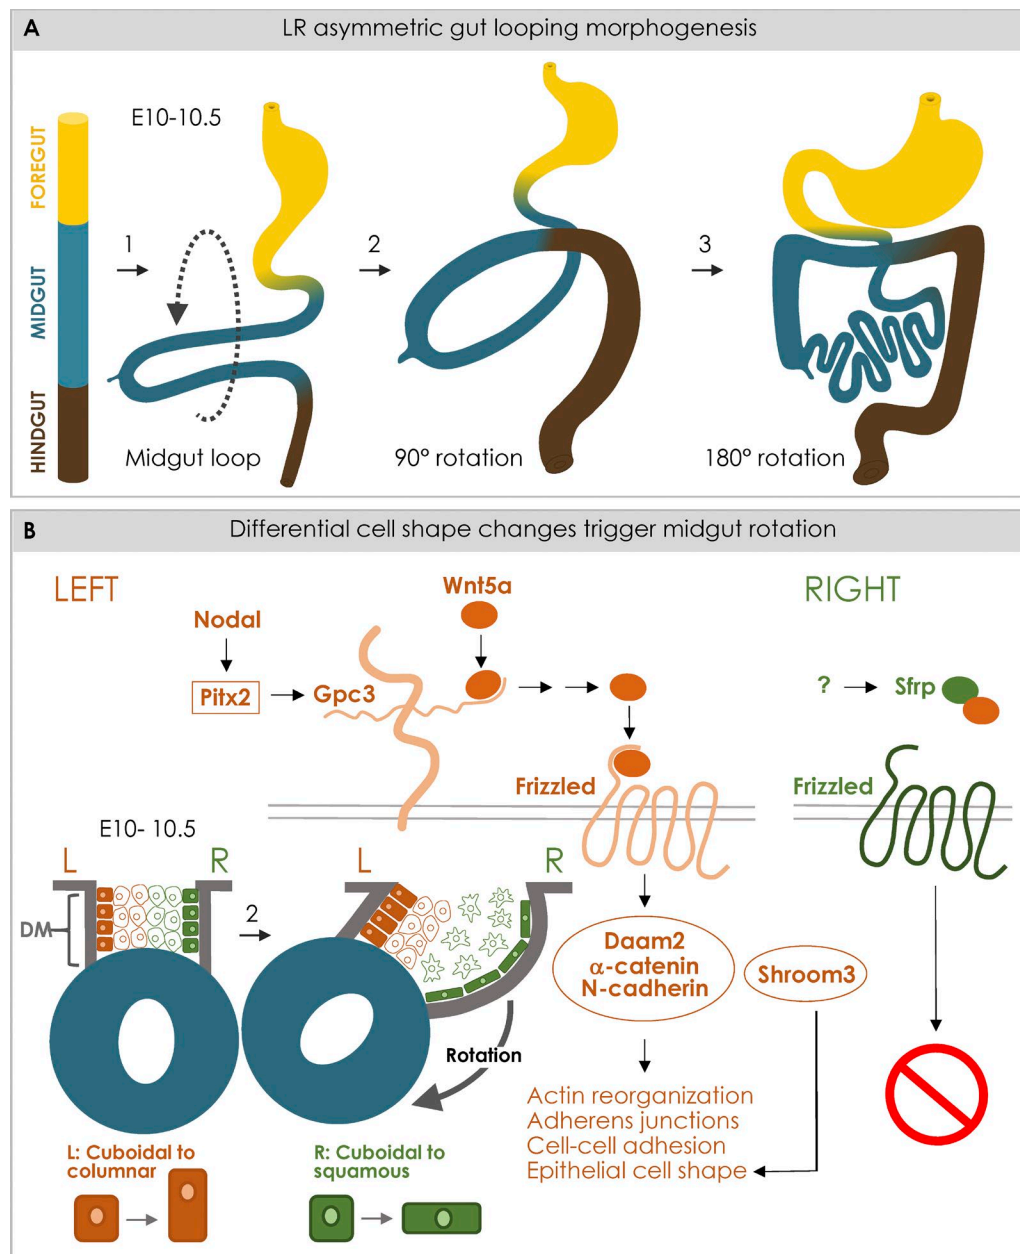 A
LR asymmetric gut looping morphogenesis
FOREGUT
MIDGUT
HINDGUT
E10-10.5
1
2
3
Midgut loop
90° rotation
180° rotation
B
Differential cell shape changes trigger midgut rotation
LEFT
RIGHT
Wnt5a
Nodal
Pitx2
Gpc3
?
Sfrp
Frizzled
Frizzled
E10- 10.5
L
R
L
R
DM
2
Rotation
Daam2
α-catenin
N-cadherin
Shroom3
Actin reorganization
Adherens junctions
Cell-cell adhesion
Epithelial cell shape
L: Cuboidal to
columnar
R: Cuboidal to
squamous